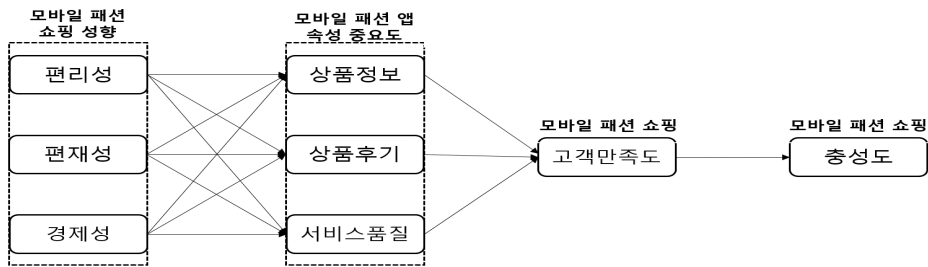 모바일 패션
쇼핑 성향
편리성
편재성
경제성
모바일 패션 앱
속성 중요도
상품정보
상품후기
서비스품질
모바일 패션 쇼핑
고객만족도
모바일 패션 쇼핑
충성도